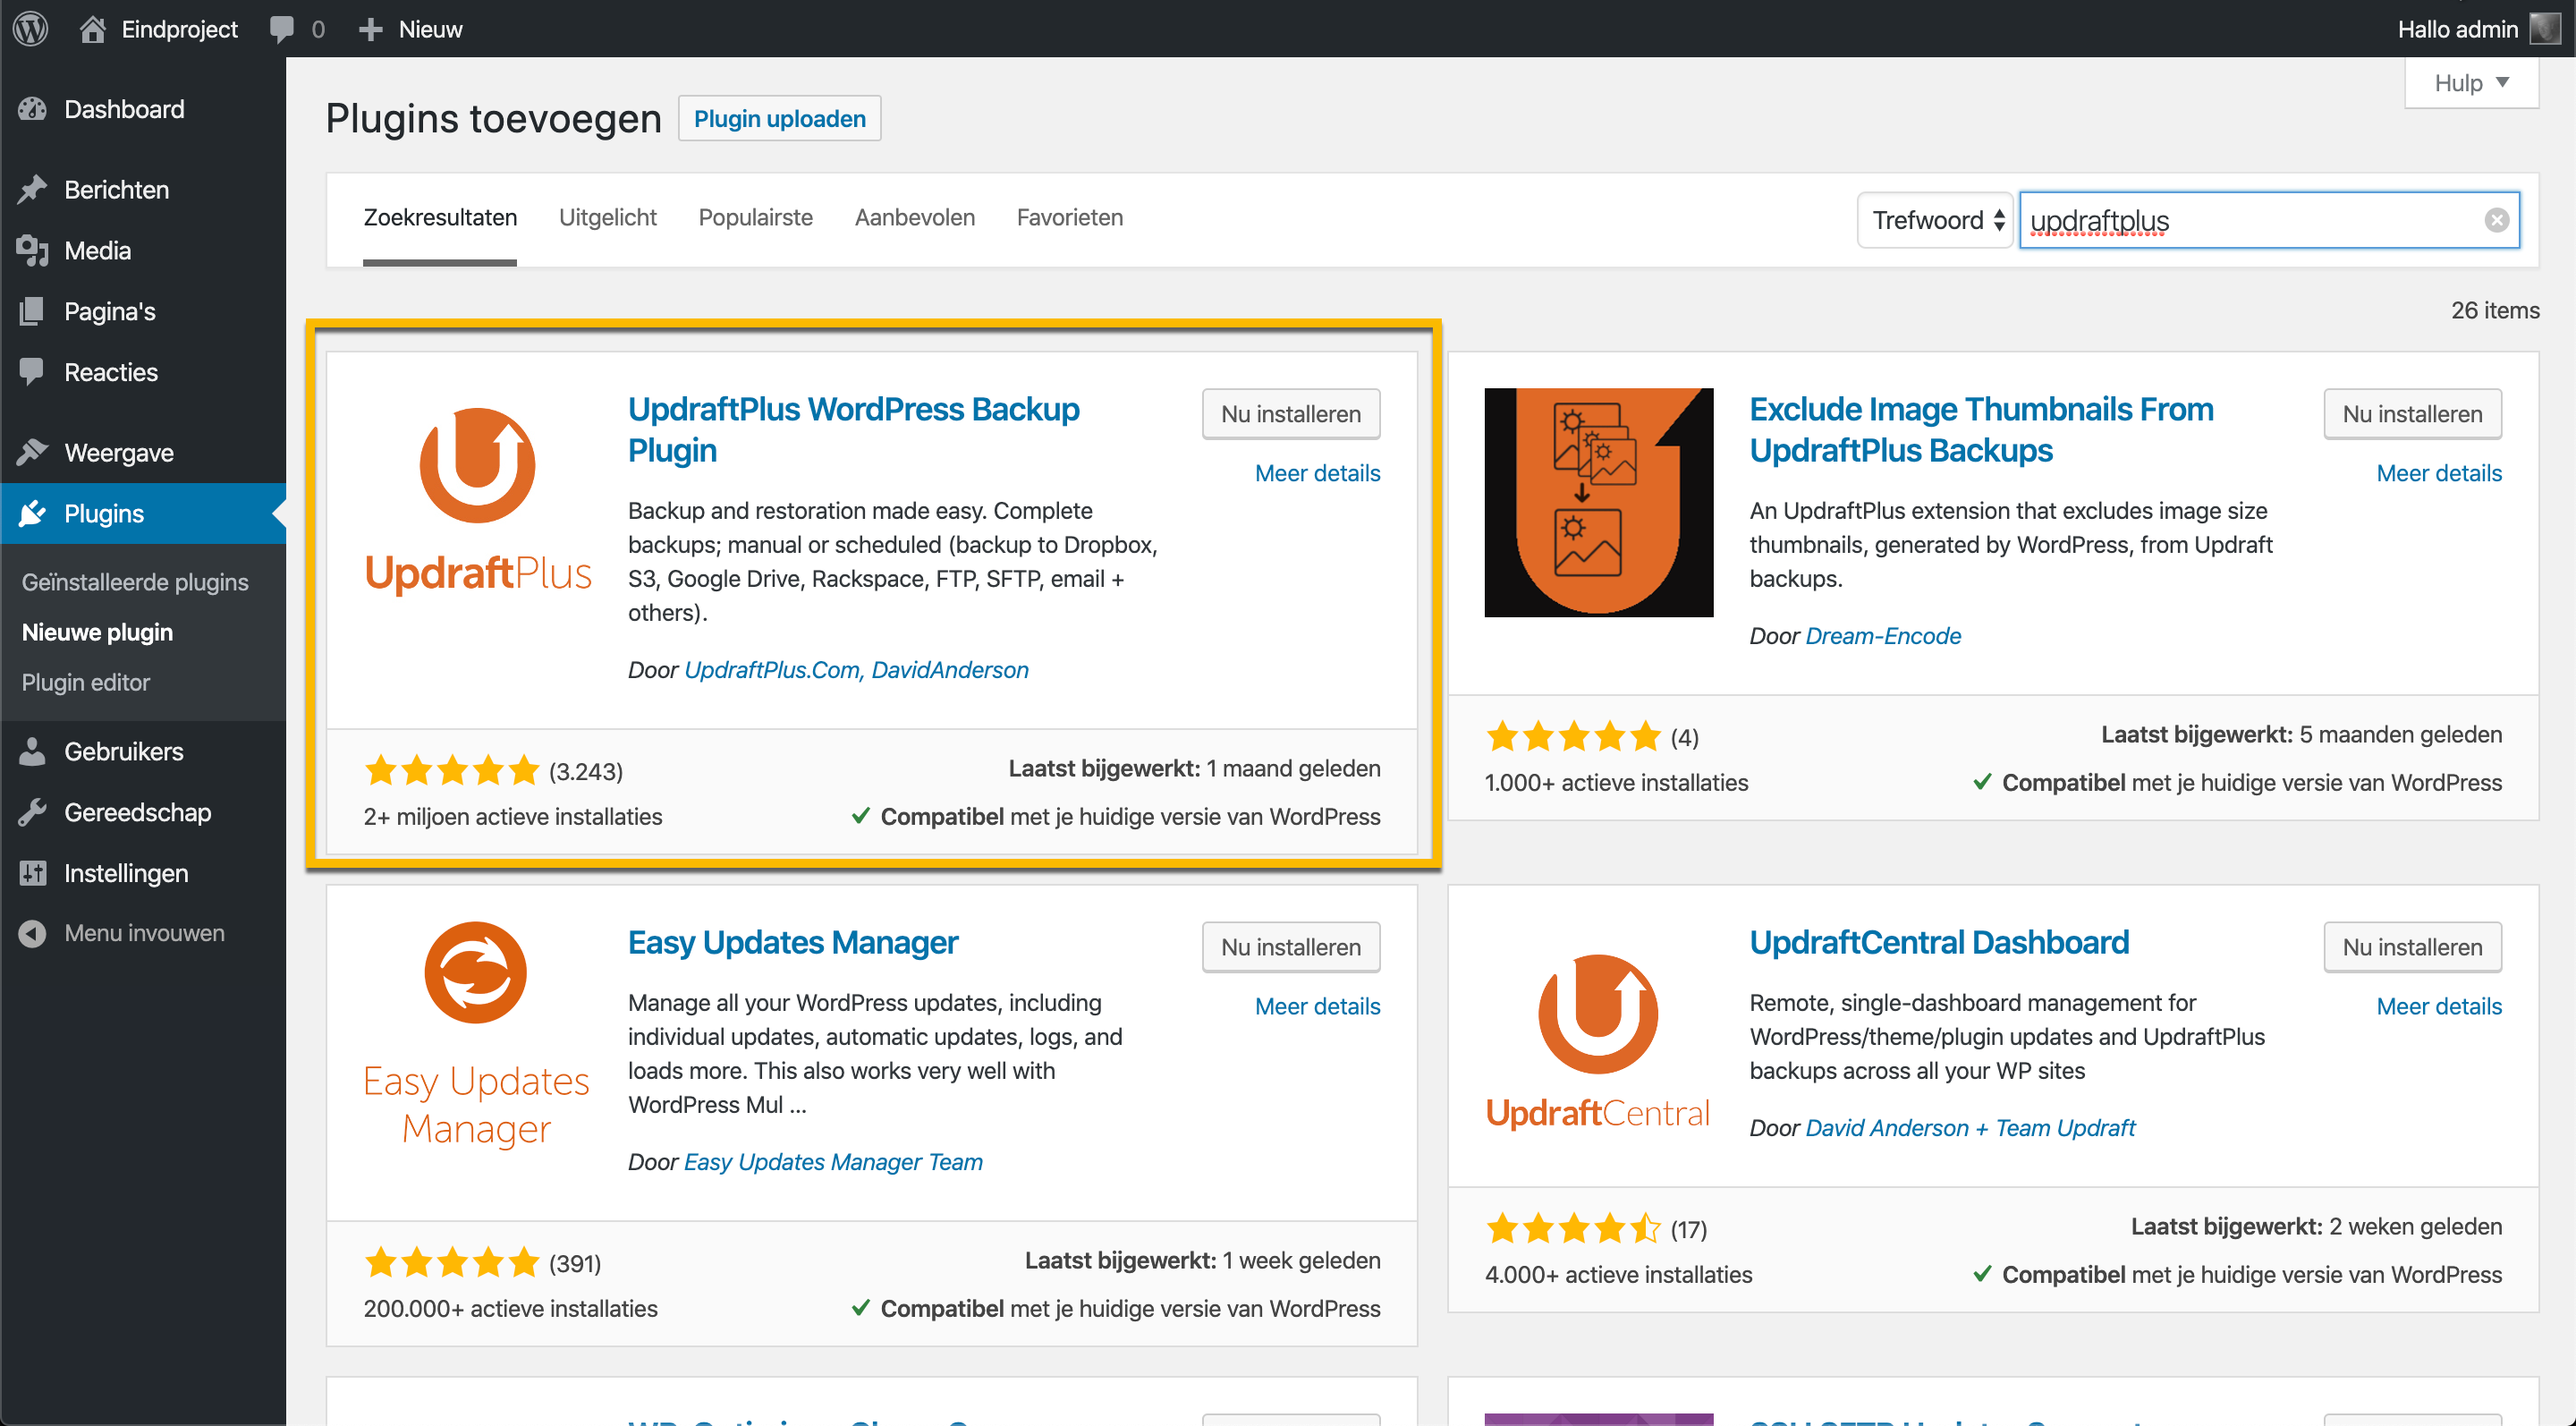 Eindproject
0
Nieuw
Hallo admin
Dashboard
Berichten
Media
Pagina's
Reacties
Weergave
Plugins
Geïnstalleerde plugins
Nieuwe plugin
Plugin editor
Gebruikers
Gereedschap
Instellingen
Menu invouwen
Hulp
Plugins toevoegen
Plugin uploaden
Zoekresultaten
Uitgelicht
Populairste
Aanbevolen
Favorieten
Trefwoord
updraftplus
26 items
UpdraftPlus
UpdraftPlus WordPress Backup
Plugin
Nu installeren
Meer details
Backup and restoration made easy. Complete
backups; manual or scheduled (backup to Dropbox,
S3, Google Drive, Rackspace, FTP, SFTP, email +
others).
Door UpdraftPlus.Com, DavidAnderson
(3.243)
Laatst bijgewerkt: 1 maand geleden
2+ miljoen actieve installaties
Compatibel met je huidige versie van WordPress
Exclude Image Thumbnails From
UpdraftPlus Backups
Nu installeren
Meer details
An UpdraftPlus extension that excludes image size
thumbnails, generated by WordPress, from Updraft
backups.
Door Dream-Encode
(4)
Laatst bijgewerkt: 5 maanden geleden
1.000+ actieve installaties
Compatibel met je huidige versie van WordPress
Easy Updates
Manager
Easy Updates Manager
Nu installeren
Meer details
Manage all your WordPress updates, including
individual updates, automatic updates, logs, and
loads more. This also works very well with
WordPress Mul ...
Door Easy Updates Manager Team
(391)
Laatst bijgewerkt: 1 week geleden
200.000+ actieve installaties
Compatibel met je huidige versie van WordPress
UpdraftCentral
UpdraftCentral Dashboard
Nu installeren
Meer details
Remote, single-dashboard management for
WordPress/theme/plugin updates and UpdraftPlus
backups across all your WP sites
Door David Anderson + Team Updraft
(17)
Laatst bijgewerkt: 2 weken geleden
4.000+ actieve installaties
Compatibel met je huidige versie van WordPress